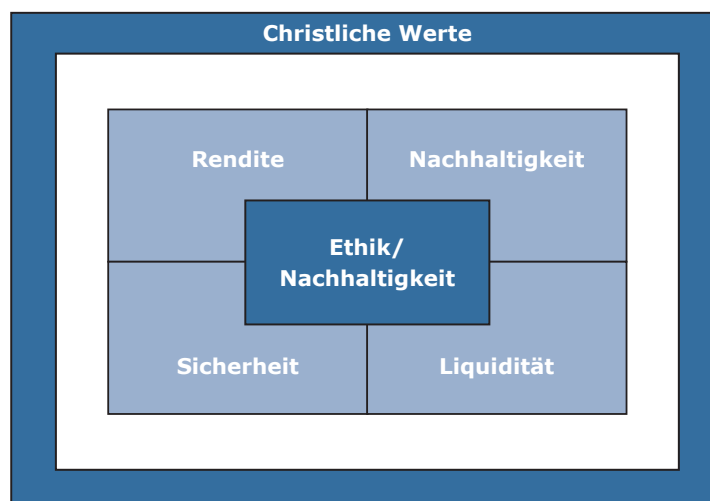 Christliche Werte
Rendite
Nachhaltigkeit
Ethik/
Nachhaltigkeit
Sicherheit
Liquidität